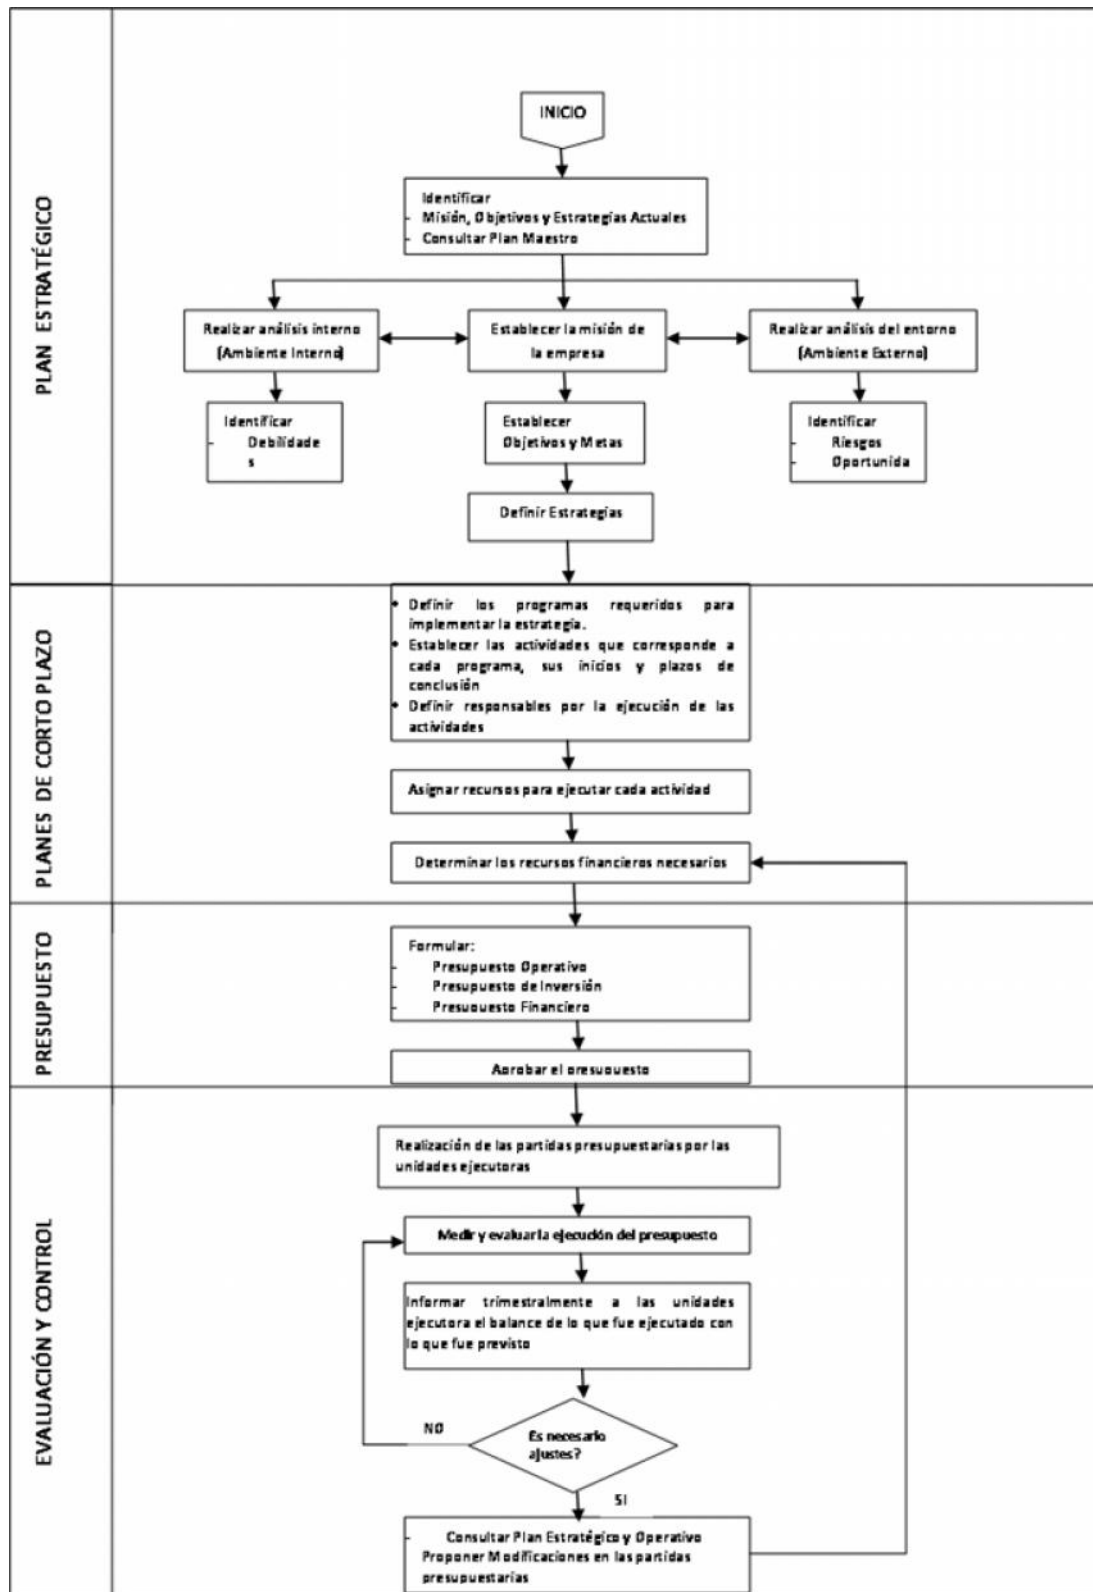 PLAN ESTRATÉGICO
INICIO
Identificar
- Misión, Objetivos y Estrategias Actuales
- Consultar Plan Maestro
Realizar análisis interno
(Ambiente Interno)
Establecer la misión de
la empresa
Realizar análisis del entorno
(Ambiente Externo)
Identificar
- Debilidade
s
Establecer
Objetivos y Metas
Identificar
- Riesgos
- Oportunida
Definir Estrategias
PLANES DE CORTO PLAZO
• Definir los programas requeridos para
implementar la estrategía.
• Establecer las actividades que corresponde a
cada programa, sus inicios y plazos de
conclusión
• Definir responsables por la ejecución de las
actividades
Asignar recursos para ejecutar cada actividad
Determinar los recursos financieros necesarios
PRESUPUESTO
Formular:
- Presupuesto Operativo
- Presupuesto de Inversión
- Presupuesto Financiero
Aprobar el presupuesto
EVALUACIÓN Y CONTROL
Realización de las partidas presupuestarias por las
unidades ejecutoras
Medir y evaluar la ejecución del presupuesto
Informar trimestralmente a las unidades
ejecutora el balance de lo que fue ejecutado con
lo que fue previsto
NO
Es necesario
ajustes?
SI
- Consultar Plan Estratégico y Operativo
Proponer Modificaciones en las partidas
presupuestarias